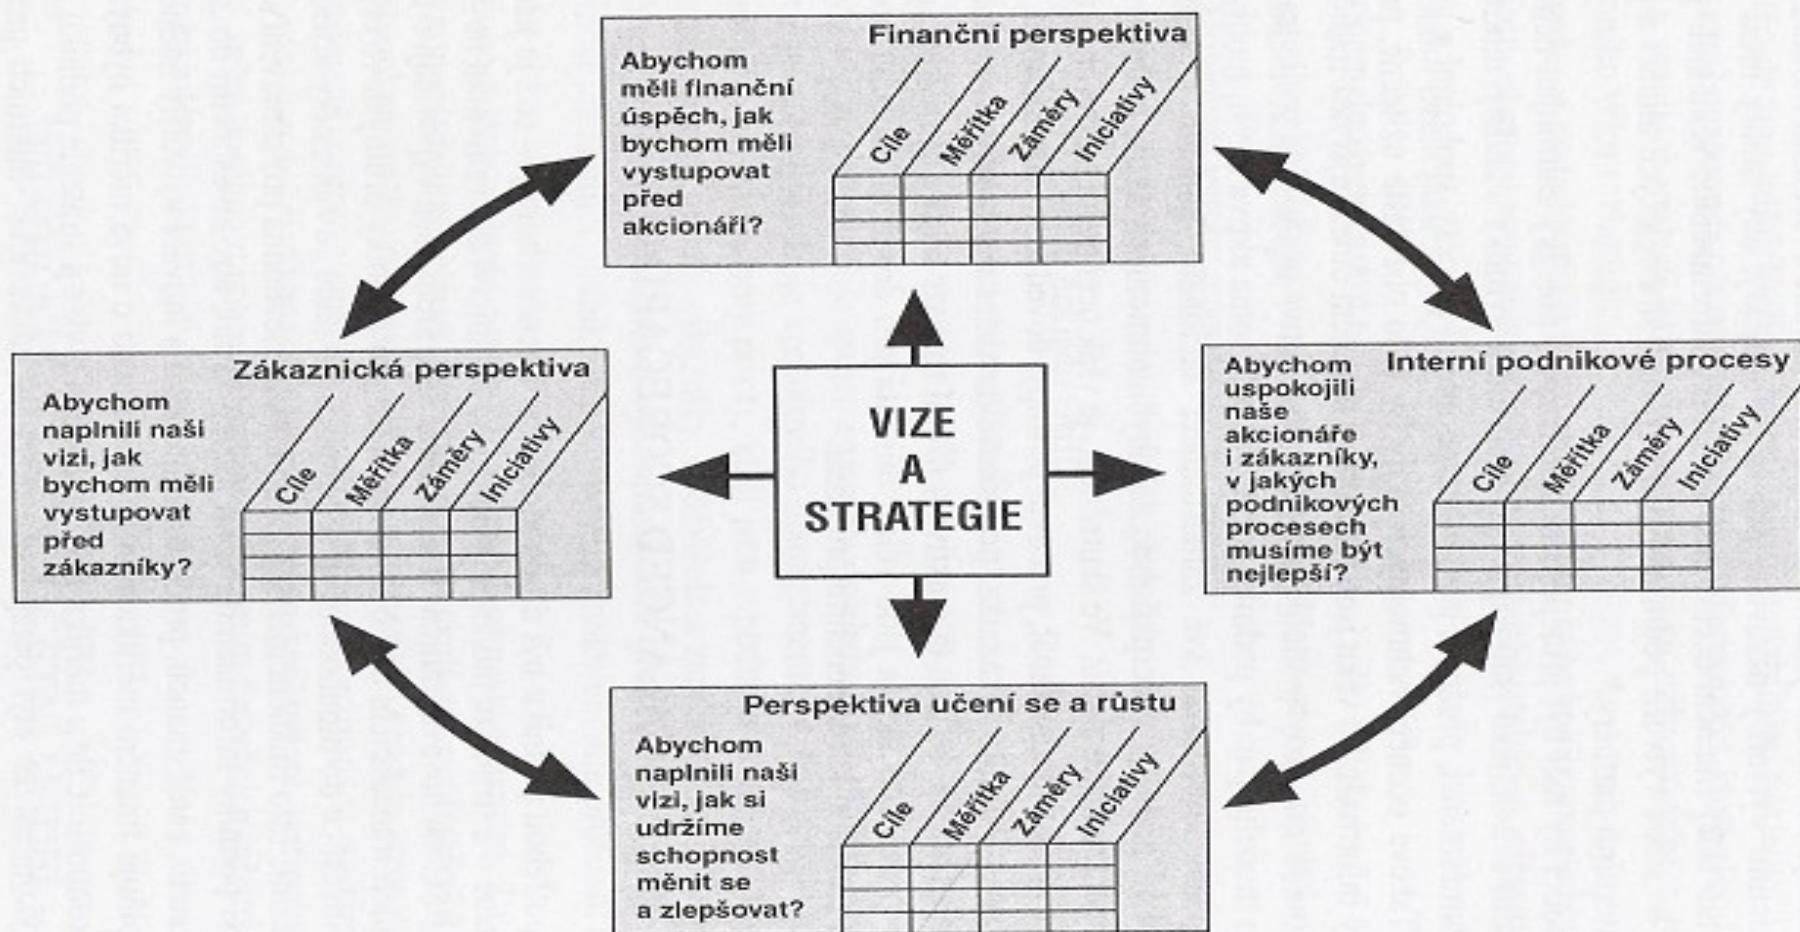 Finanční perspektiva
Abychom
měli finanční
úspěch, jak
bychom měli
vystupovat
před
akcionáři?
Cíle
Měřítka
Záměry
Iniciativy
Zákaznická perspektiva
Abychom
naplnili naši
vizi, jak
bychom měli
vystupovat
před
zákazníky?
Cíle
Měřítka
Záměry
Iniciativy
VIZE
A
STRATEGIE
Interní podnikové procesy
Abychom
uspokojili
naše
akcionáře
i zákazníky,
v jakých
podnikových
procesech
musíme být
nejlepší?
Cíle
Měřítka
Záměry
Iniciativy
Perspektiva učení se a růstu
Abychom
naplnili naši
vizi, jak si
udržíme
schopnost
měnit se
a zlepšovat?
Cíle
Měřítka
Záměry
Iniciativy